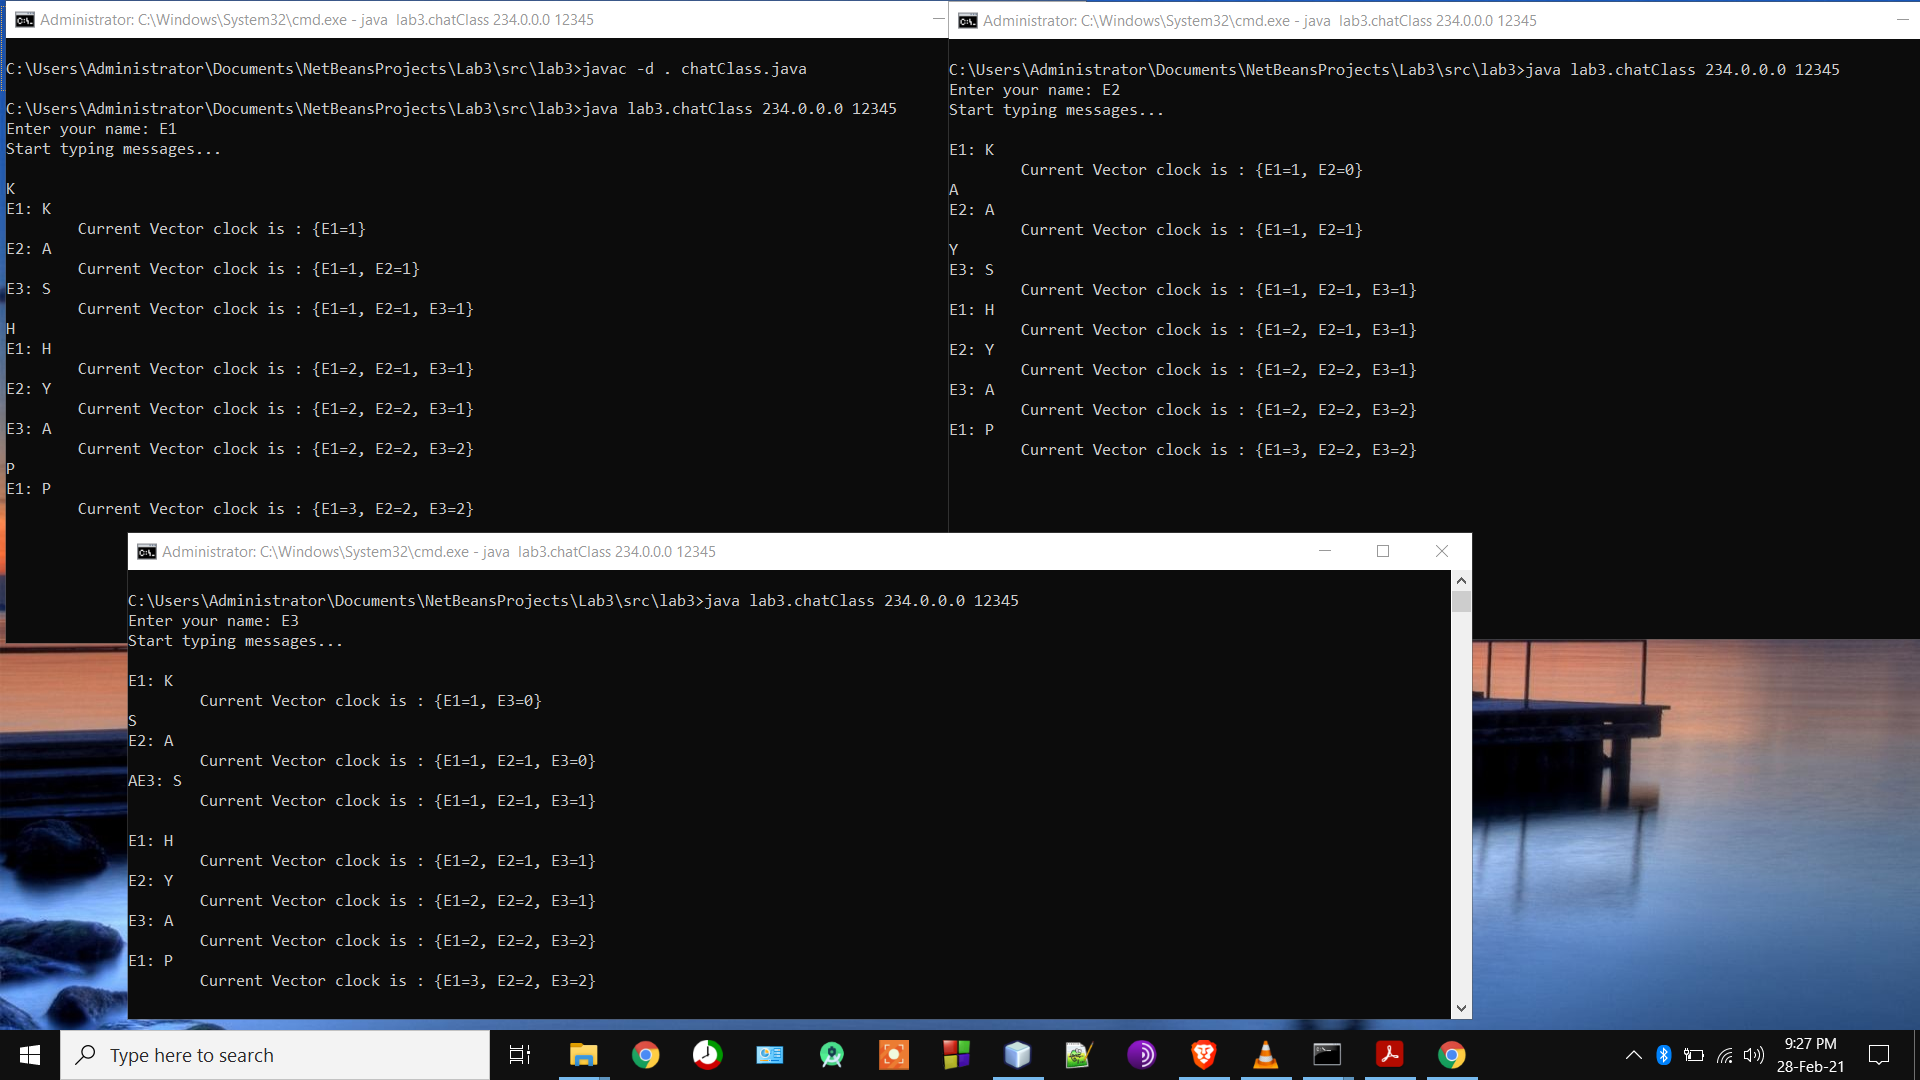 Administrator: C:\Windows\System32\cmd.exe - java  lab3.chatClass 234.0.0.0 12345
C:\Users\Administrator\Documents\NetBeansProjects\Lab3\src\lab3>javac -d . chatClass.java
C:\Users\Administrator\Documents\NetBeansProjects\Lab3\src\lab3>java lab3.chatClass 234.0.0.0 12345
Enter your name: E1
Start typing messages...
K
E1: K
Current Vector clock is : {E1=1}
E2: A
Current Vector clock is : {E1=1, E2=1}
E3: S
Current Vector clock is : {E1=1, E2=1, E3=1}
H
E1: H
Current Vector clock is : {E1=2, E2=1, E3=1}
E2: Y
Current Vector clock is : {E1=2, E2=2, E3=1}
E3: A
Current Vector clock is : {E1=2, E2=2, E3=2}
P
E1: P
Current Vector clock is : {E1=3, E2=2, E3=2}
Administrator: C:\Windows\System32\cmd.exe - java  lab3.chatClass 234.0.0.0 12345
C:\Users\Administrator\Documents\NetBeansProjects\Lab3\src\lab3>java lab3.chatClass 234.0.0.0 12345
Enter your name: E2
Start typing messages...
E1: K
Current Vector clock is : {E1=1, E2=0}
A
E2: A
Current Vector clock is : {E1=1, E2=1}
Y
E3: S
Current Vector clock is : {E1=1, E2=1, E3=1}
E1: H
Current Vector clock is : {E1=2, E2=1, E3=1}
E2: Y
Current Vector clock is : {E1=2, E2=2, E3=1}
E3: A
Current Vector clock is : {E1=2, E2=2, E3=2}
E1: P
Current Vector clock is : {E1=3, E2=2, E3=2}
Administrator: C:\Windows\System32\cmd.exe - java  lab3.chatClass 234.0.0.0 12345
C:\Users\Administrator\Documents\NetBeansProjects\Lab3\src\lab3>java lab3.chatClass 234.0.0.0 12345
Enter your name: E3
Start typing messages...
E1: K
Current Vector clock is : {E1=1, E3=0}
S
E2: A
Current Vector clock is : {E1=1, E2=1, E3=0}
AE3: S
Current Vector clock is : {E1=1, E2=1, E3=1}
E1: H
Current Vector clock is : {E1=2, E2=1, E3=1}
E2: Y
Current Vector clock is : {E1=2, E2=2, E3=1}
E3: A
Current Vector clock is : {E1=2, E2=2, E3=2}
E1: P
Current Vector clock is : {E1=3, E2=2, E3=2}
Type here to search
9:27 PM
28-Feb-21